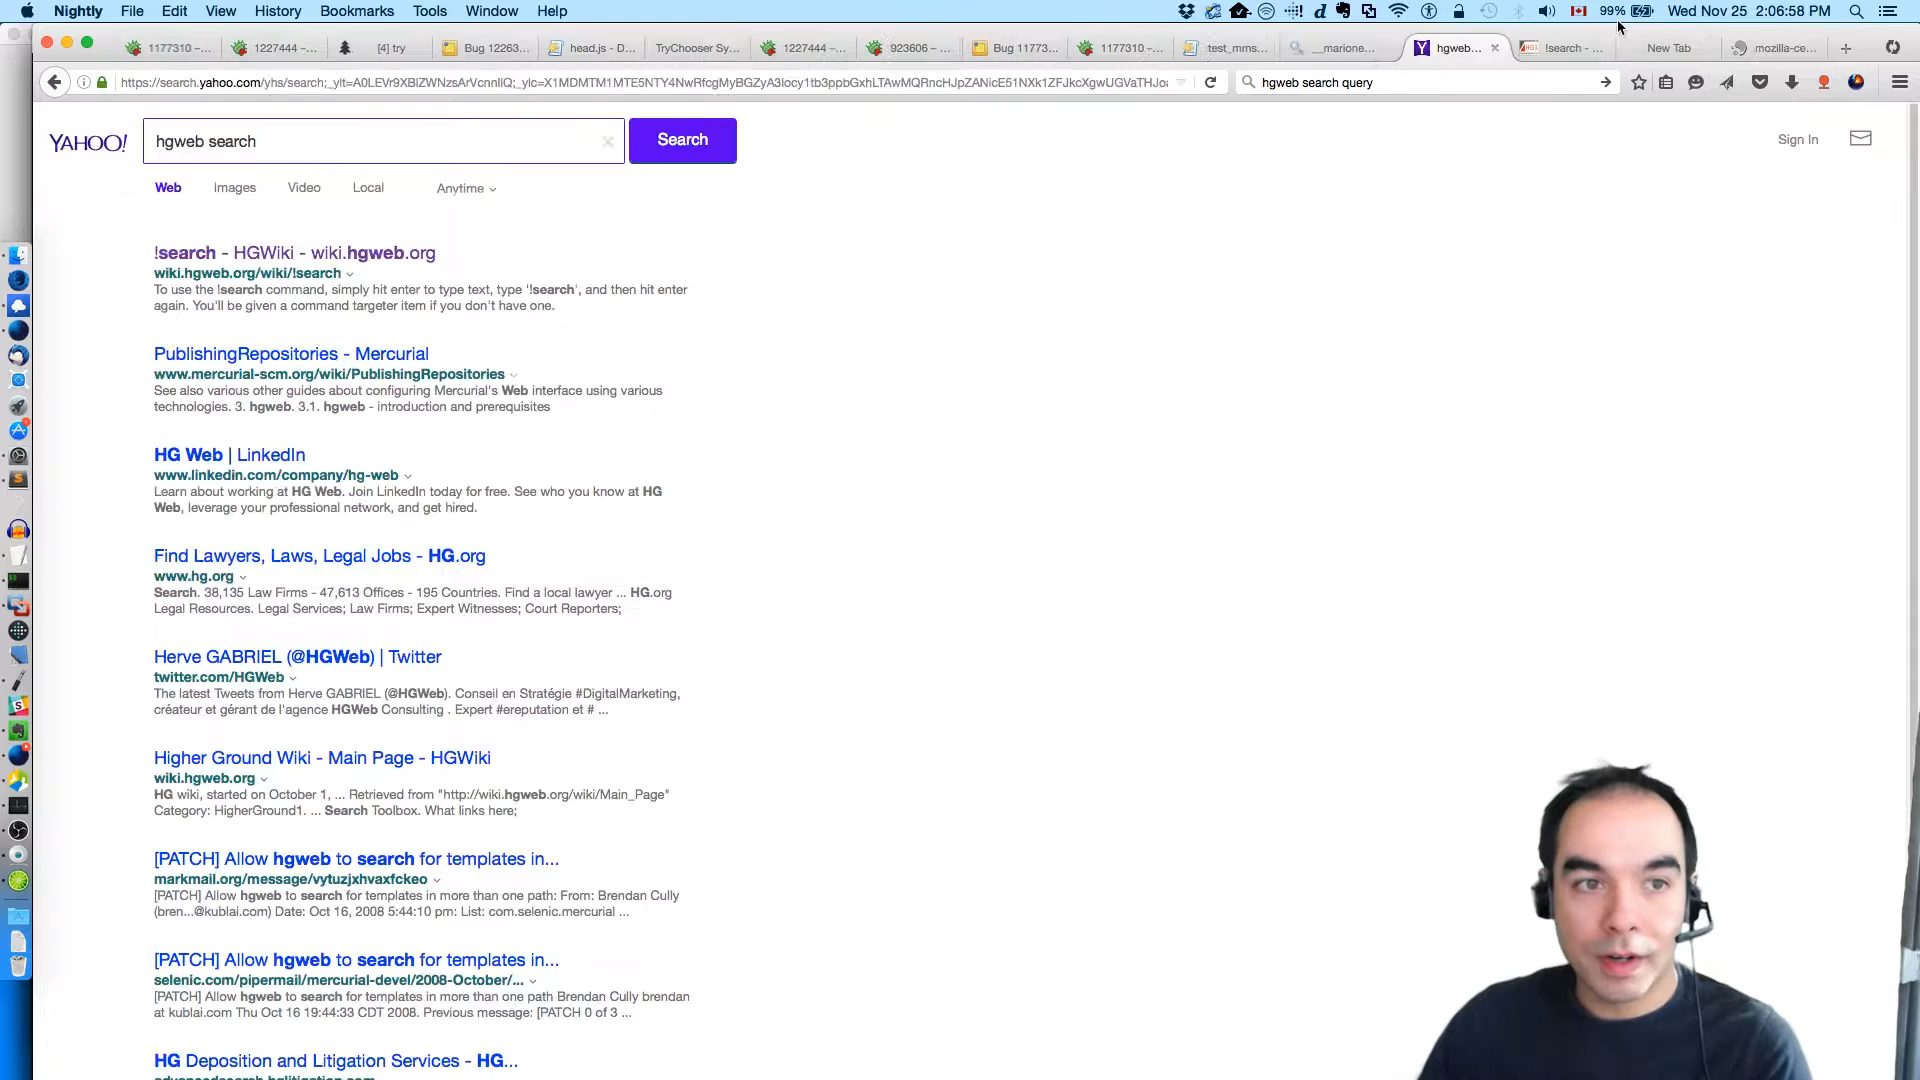 Nightly File Edit View History Bookmarks Tools Window Help 99% Wed Nov 25 2:06:58 PM
1177310 –... 1227444 –... [4] try Bug 12263... head.js - D... TryChooser Sy... 1227444 –... 923606 –... Bug 11773... 1177310 –... test_mms... __marione... hgweb... !search - ... New Tab mozilla-ce...
hgweb search query
YAHOO! hgweb search Search Sign In
Web Images Video Local Anytime
!search - HGWiki - wiki.hgweb.org
wiki.hgweb.org/wiki/!search
To use the !search command, simply hit enter to type text, type '!search', and then hit enter
again. You'll be given a command targeter item if you don't have one.
PublishingRepositories - Mercurial
www.mercurial-scm.org/wiki/PublishingRepositories
See also various other guides about configuring Mercurial's Web interface using various
technologies. 3. hgweb. 3.1. hgweb - introduction and prerequisites
HG Web | LinkedIn
www.linkedin.com/company/hg-web
Learn about working at HG Web. Join LinkedIn today for free. See who you know at HG
Web, leverage your professional network, and get hired.
Find Lawyers, Laws, Legal Jobs - HG.org
www.hg.org
Search. 38,135 Law Firms - 47,613 Offices - 195 Countries. Find a local lawyer ... HG.org
Legal Resources. Legal Services; Law Firms; Expert Witnesses; Court Reporters;
Herve GABRIEL (@HGWeb) | Twitter
twitter.com/HGWeb
The latest Tweets from Herve GABRIEL (@HGWeb). Conseil en Stratégie #DigitalMarketing,
créateur et gérant de l'agence HGWeb Consulting . Expert #ereputation et # ...
Higher Ground Wiki - Main Page - HGWiki
wiki.hgweb.org
HG wiki, started on October 1, ... Retrieved from "http://wiki.hgweb.org/wiki/Main_Page"
Category: HigherGround1. ... Search Toolbox. What links here;
[PATCH] Allow hgweb to search for templates in...
markmail.org/message/vytuzjxhvaxfckeo
[PATCH] Allow hgweb to search for templates in more than one path: From: Brendan Cully
(bren...@kublai.com) Date: Oct 16, 2008 5:44:10 pm: List: com.selenic.mercurial ...
[PATCH] Allow hgweb to search for templates in...
selenic.com/pipermail/mercurial-devel/2008-October/...
[PATCH] Allow hgweb to search for templates in more than one path Brendan Cully brendan
at kublai.com Thu Oct 16 19:44:33 CDT 2008. Previous message: [PATCH 0 of 3 ...
HG Deposition and Litigation Services - HG...